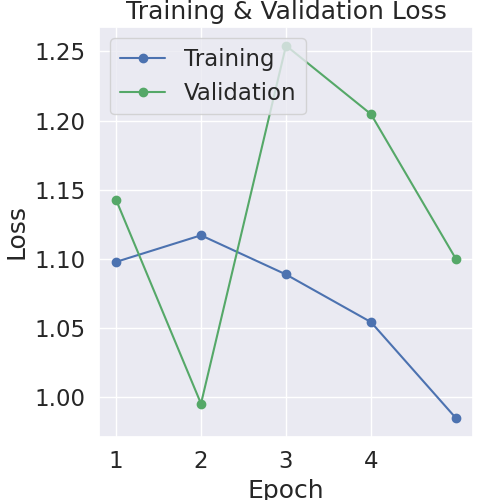 Training & Validation Loss
Training
Validation
Loss
1.25
1.20
1.15
1.10
1.05
1.00
1 2 3 4
Epoch